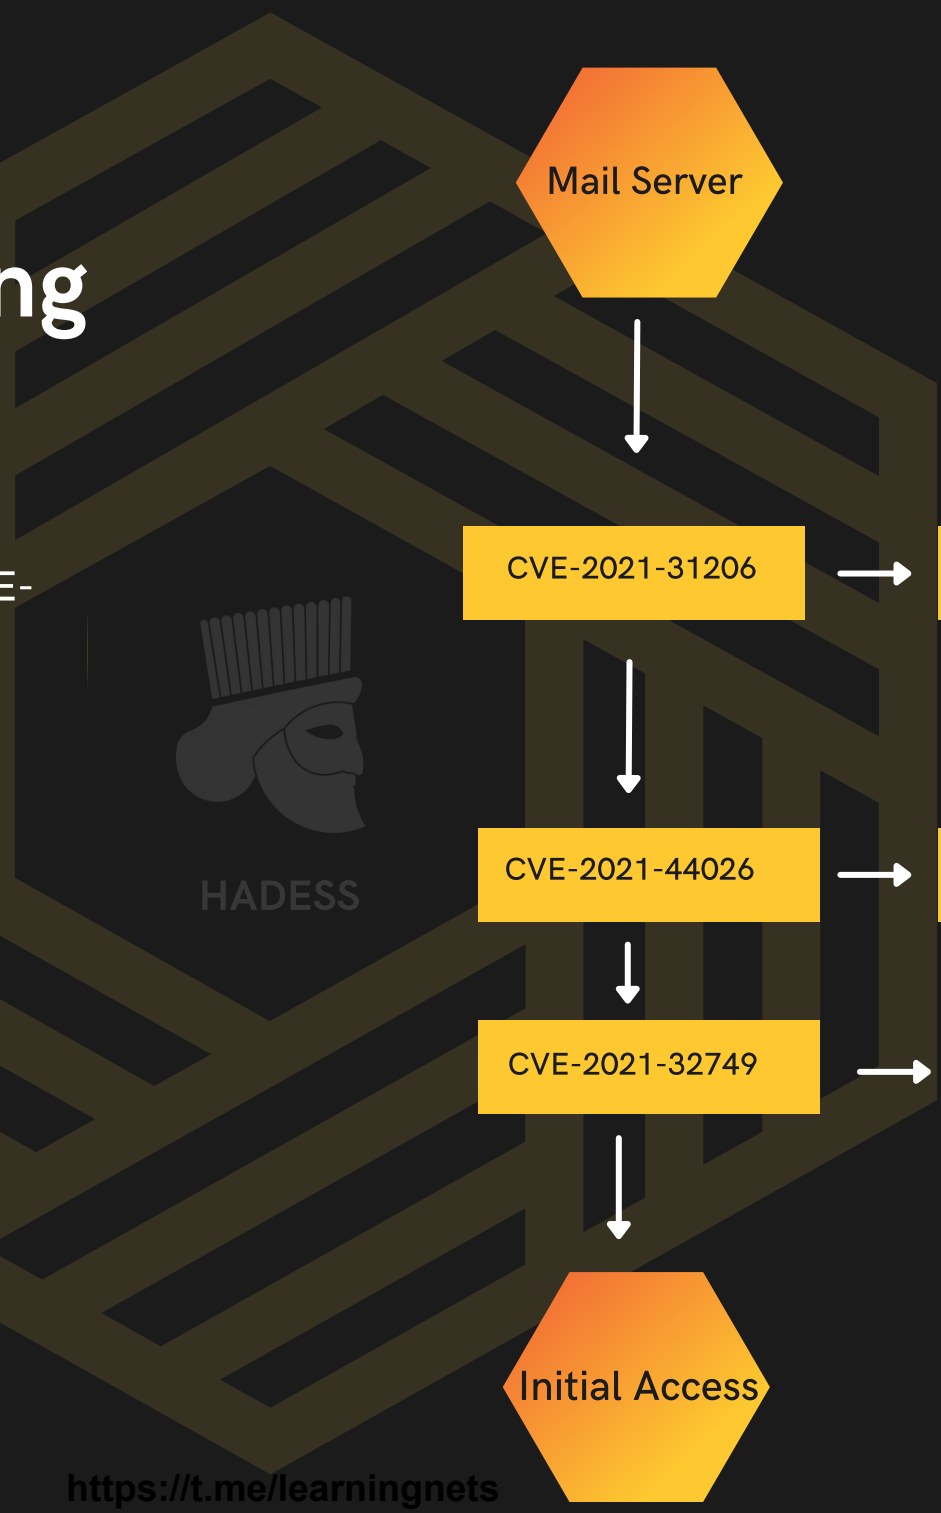 Mail Server
ng
CVE-2021-31206
E-
HADESS
CVE-2021-44026
CVE-2021-32749
Initial Access
https://t.me/learningnets